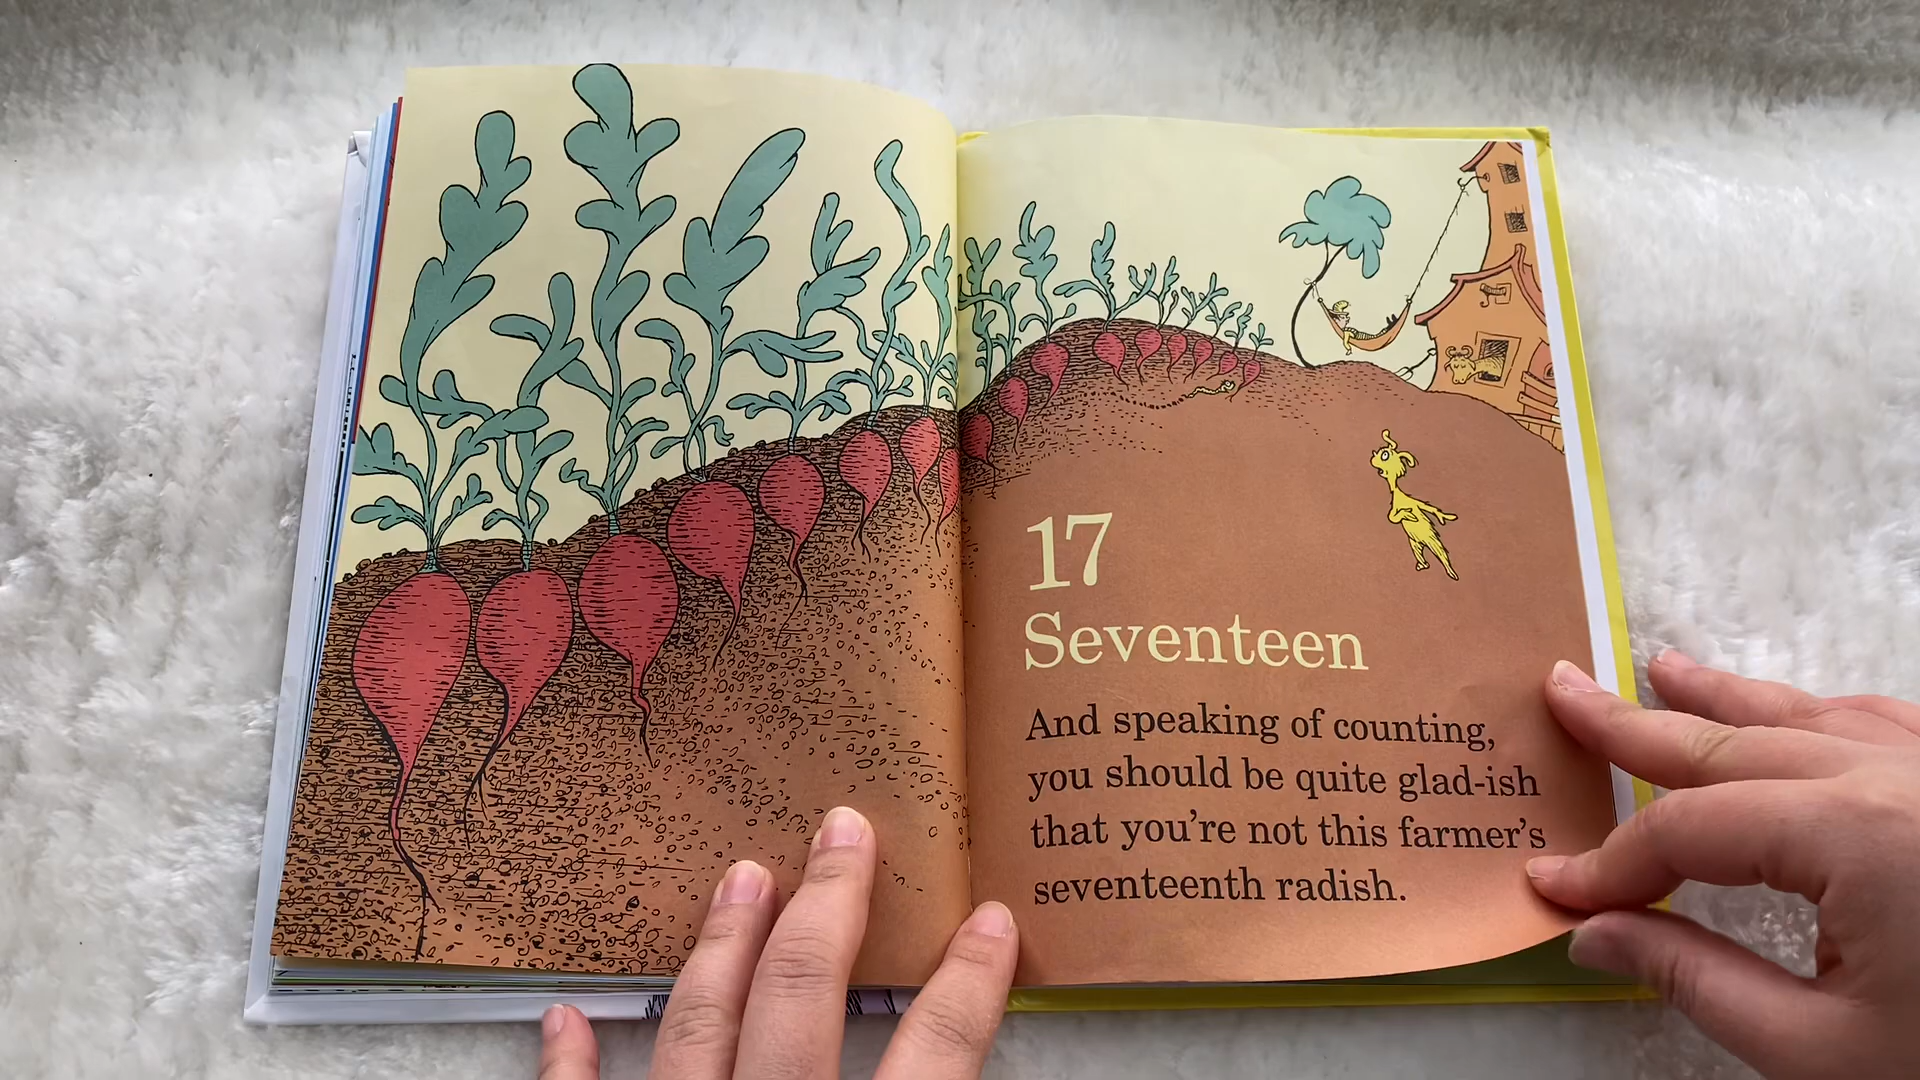 17
Seventeen
And speaking of counting,
you should be quite glad-ish
that you're not this farmer's
seventeenth radish.